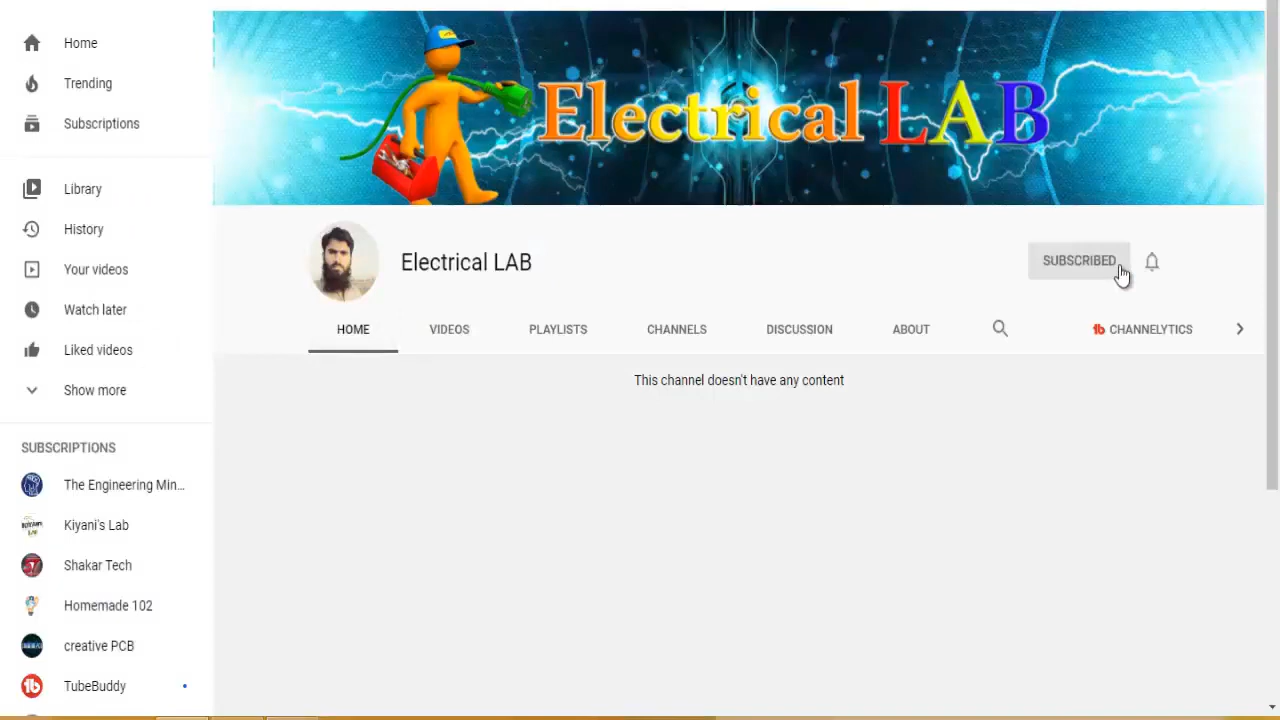 Home
Trending
Subscriptions
Library
History
Your videos
Watch later
Liked videos
Show more
SUBSCRIPTIONS
The Engineering Min...
Kiyani's Lab
Shakar Tech
Homemade 102
creative PCB
TubeBuddy
Electrical LAB
Electrical LAB
SUBSCRIBED
HOME VIDEOS PLAYLISTS CHANNELS DISCUSSION ABOUT CHANNELYTICS
This channel doesn't have any content